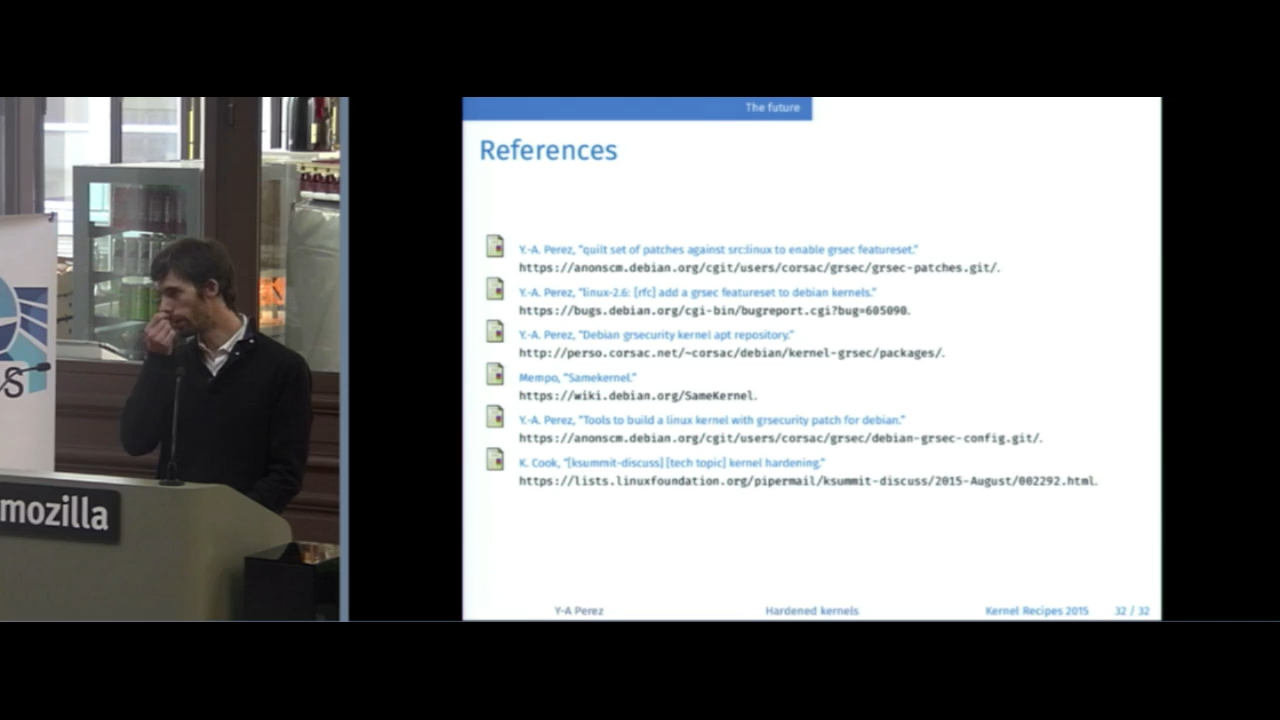 The future
References
Y.-A. Perez, “quilt set of patches against src:linux to enable grsec featureset.”
https://anonscm.debian.org/cgit/users/corsac/grsec/grsec-patches.git/.
Y.-A. Perez, “linux-2.6: [rfc] add a grsec featureset to debian kernels.”
https://bugs.debian.org/cgi-bin/bugreport.cgi?bug=605090.
Y.-A. Perez, “Debian grsecurity kernel apt repository.”
http://perso.corsac.net/~corsac/debian/kernel-grsec/packages/.
Mempo, “Samekernel.”
https://wiki.debian.org/SameKernel.
Y.-A. Perez, “Tools to build a linux kernel with grsecurity patch for debian.”
https://anonscm.debian.org/cgit/users/corsac/grsec/debian-grsec-config.git/.
K. Cook, “[ksummit-discuss] [tech topic] kernel hardening.”
https://lists.linuxfoundation.org/pipermail/ksummit-discuss/2015-August/002292.html.
Y-A Perez Hardened kernels Kernel Recipes 2015 32 / 32
mozilla